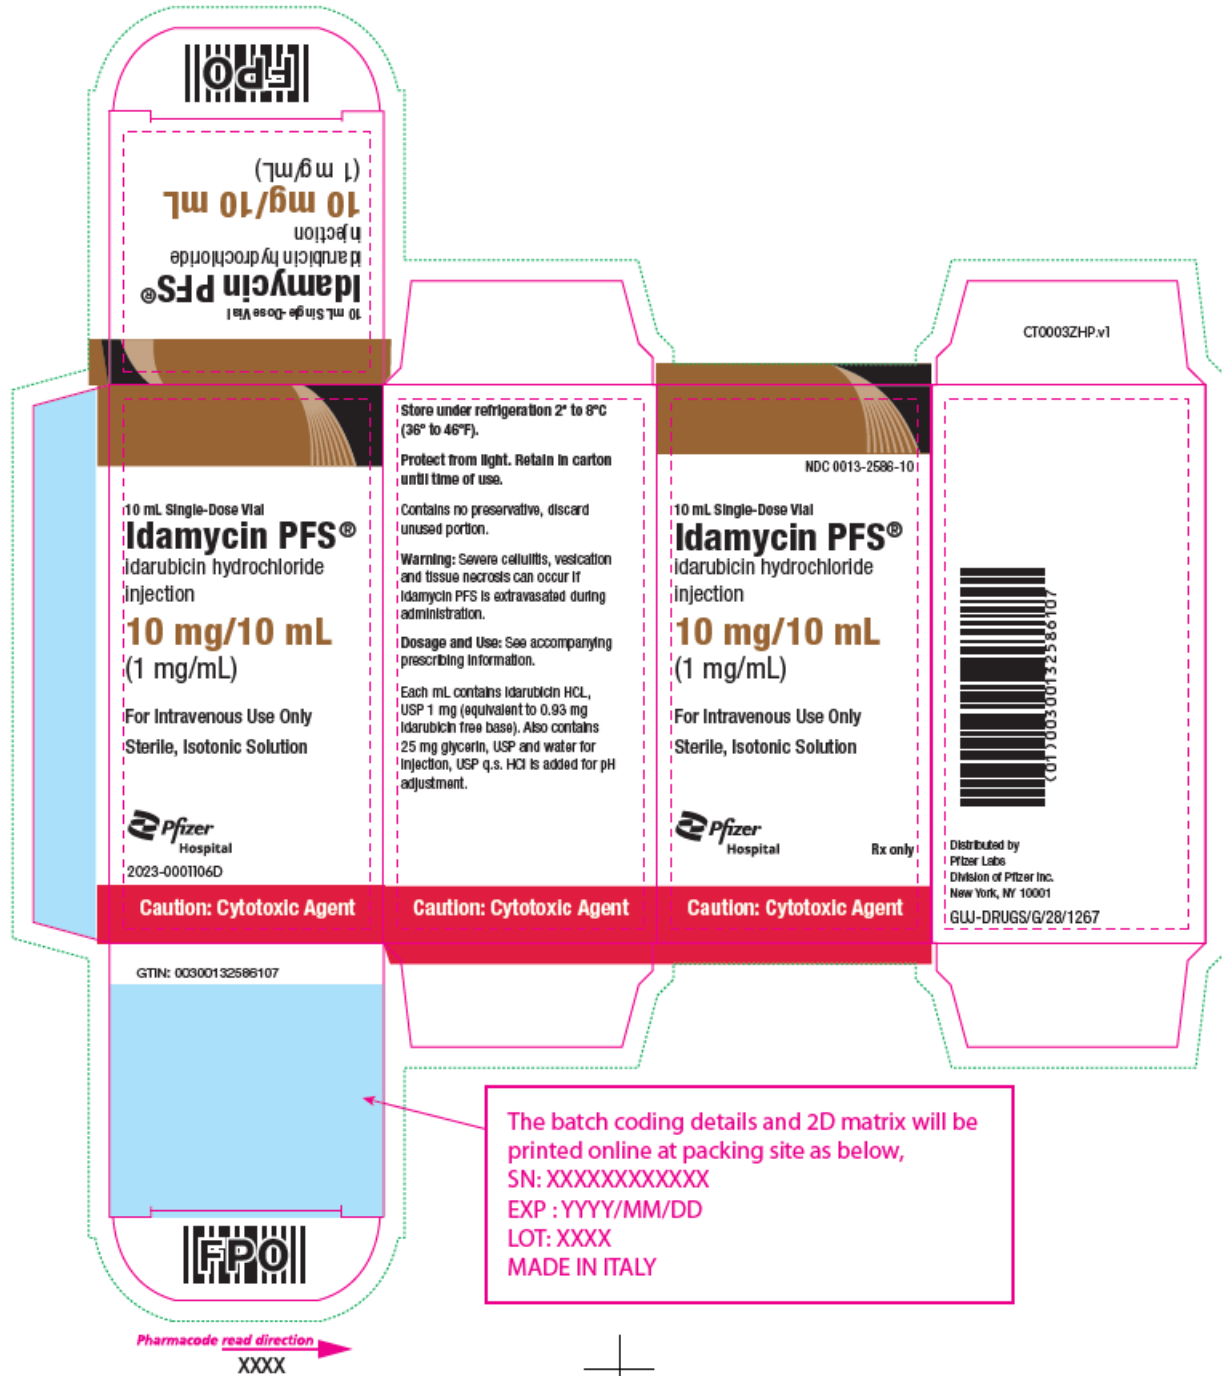 FPO
10 mL Single-Dose Vial
Idamycin PFS®
idarubicin hydrochloride
injection
10 mg/10 mL
(1 mg/mL)
10 mL Single-Dose Vial
Idamycin PFS®
idarubicin hydrochloride
injection
10 mg/10 mL
(1 mg/mL)
For Intravenous Use Only
Sterile, Isotonic Solution
Pfizer
Hospital
2023-0001106D
Caution: Cytotoxic Agent
Store under refrigeration 2° to 8°C
(36° to 46°F).
Protect from light. Retain in carton
until time of use.
Contains no preservative, discard
unused portion.
Warning: Severe cellulitis, vesication
and tissue necrosis can occur if
Idamycin PFS is extravasated during
administration.
Dosage and Use: See accompanying
prescribing information.
Each mL contains Idarubicin HCL,
USP 1 mg (equivalent to 0.93 mg
idarubicin free base). Also contains
25 mg glycerin, USP and water for
injection, USP q.s. HCl is added for pH
adjustment.
Caution: Cytotoxic Agent
NDC 0013-2586-10
10 mL Single-Dose Vial
Idamycin PFS®
idarubicin hydrochloride
injection
10 mg/10 mL
(1 mg/mL)
For Intravenous Use Only
Sterile, Isotonic Solution
Pfizer
Hospital
Rx only
Caution: Cytotoxic Agent
CT0003ZHP.v1
(01)00300132586107
Distributed by
Pfizer Labs
Division of Pfizer Inc.
New York, NY 10001
GUJ-DRUGS/G/28/1267
GTIN: 00300132586107
FPO
The batch coding details and 2D matrix will be
printed online at packing site as below,
SN: XXXXXXXXXXXX
EXP : YYYY/MM/DD
LOT: XXXX
MADE IN ITALY
Pharmacode read direction
XXXX